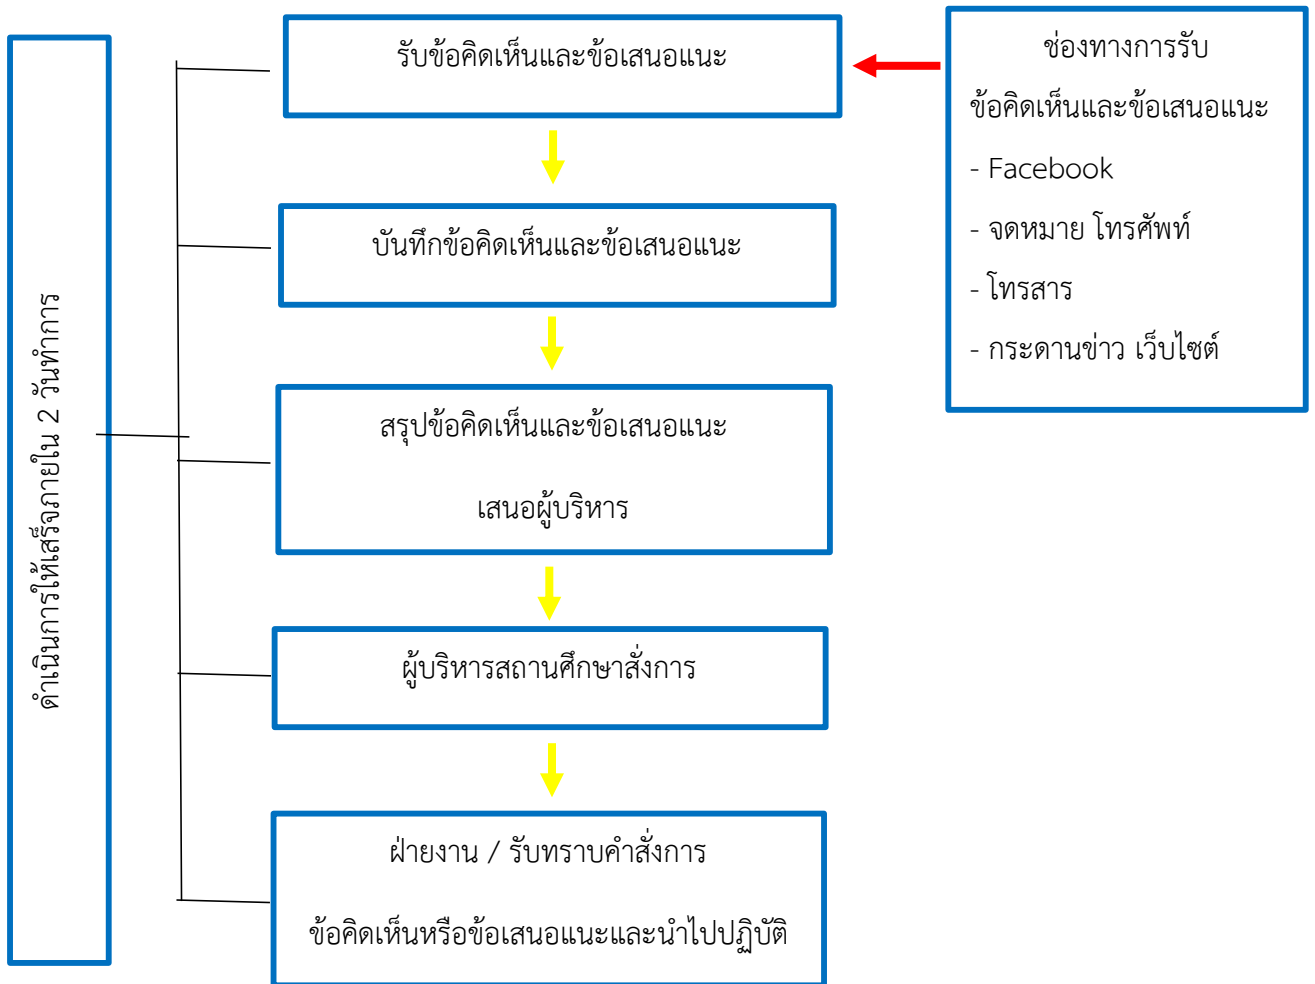 รับข้อคิดเห็นและข้อเสนอแนะ
ช่องทางการรับ
ข้อคิดเห็นและข้อเสนอแนะ
- Facebook
- จดหมาย โทรศัพท์
- โทรสาร
- กระดานข่าว เว็บไซต์
บันทึกข้อคิดเห็นและข้อเสนอแนะ
สรุปข้อคิดเห็นและข้อเสนอแนะ
เสนอผู้บริหาร
ผู้บริหารสถานศึกษาสั่งการ
ฝ่ายงาน / รับทราบคำสั่งการ
ข้อคิดเห็นหรือข้อเสนอแนะและนำไปปฏิบัติ
ดำเนินการให้เสร็จภายใน 2 วันทำการ